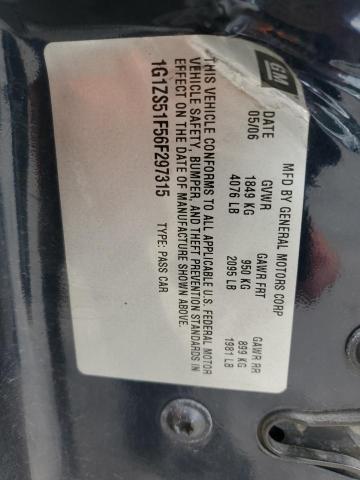 GM
MFD BY GENERAL MOTORS CORP
DATE GVWR GAWR FRT GAWR RR
05/06 1849 KG 950 KG 899 KG
4076 LB 2095 LB 1981 LB
THIS VEHICLE CONFORMS TO ALL APPLICABLE U.S. FEDERAL MOTOR
VEHICLE SAFETY, BUMPER, AND THEFT PREVENTION STANDARDS IN
EFFECT ON THE DATE OF MANUFACTURE SHOWN ABOVE.
1G1ZS51F56F297315 TYPE: PASS CAR